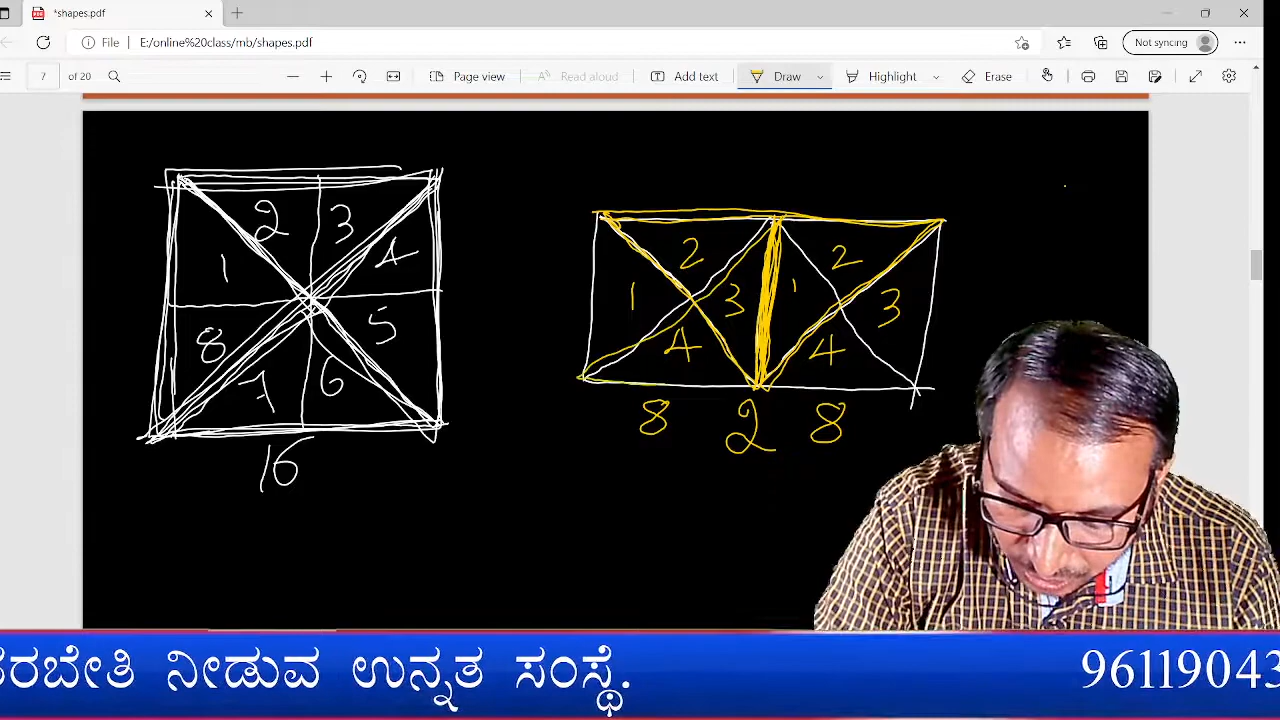 *shapes.pdf
File E:/online%20class/mb/shapes.pdf Not syncing
7 of 20 Page view Read aloud Add text Draw Highlight Erase
2 3
1 4
8 5
7 6
16
2 2
1 3 1 3
4 4
8 2 8
ನೀಡುವ ಉನ್ನತ ಸಂಸ್ಥೆ. 96119043